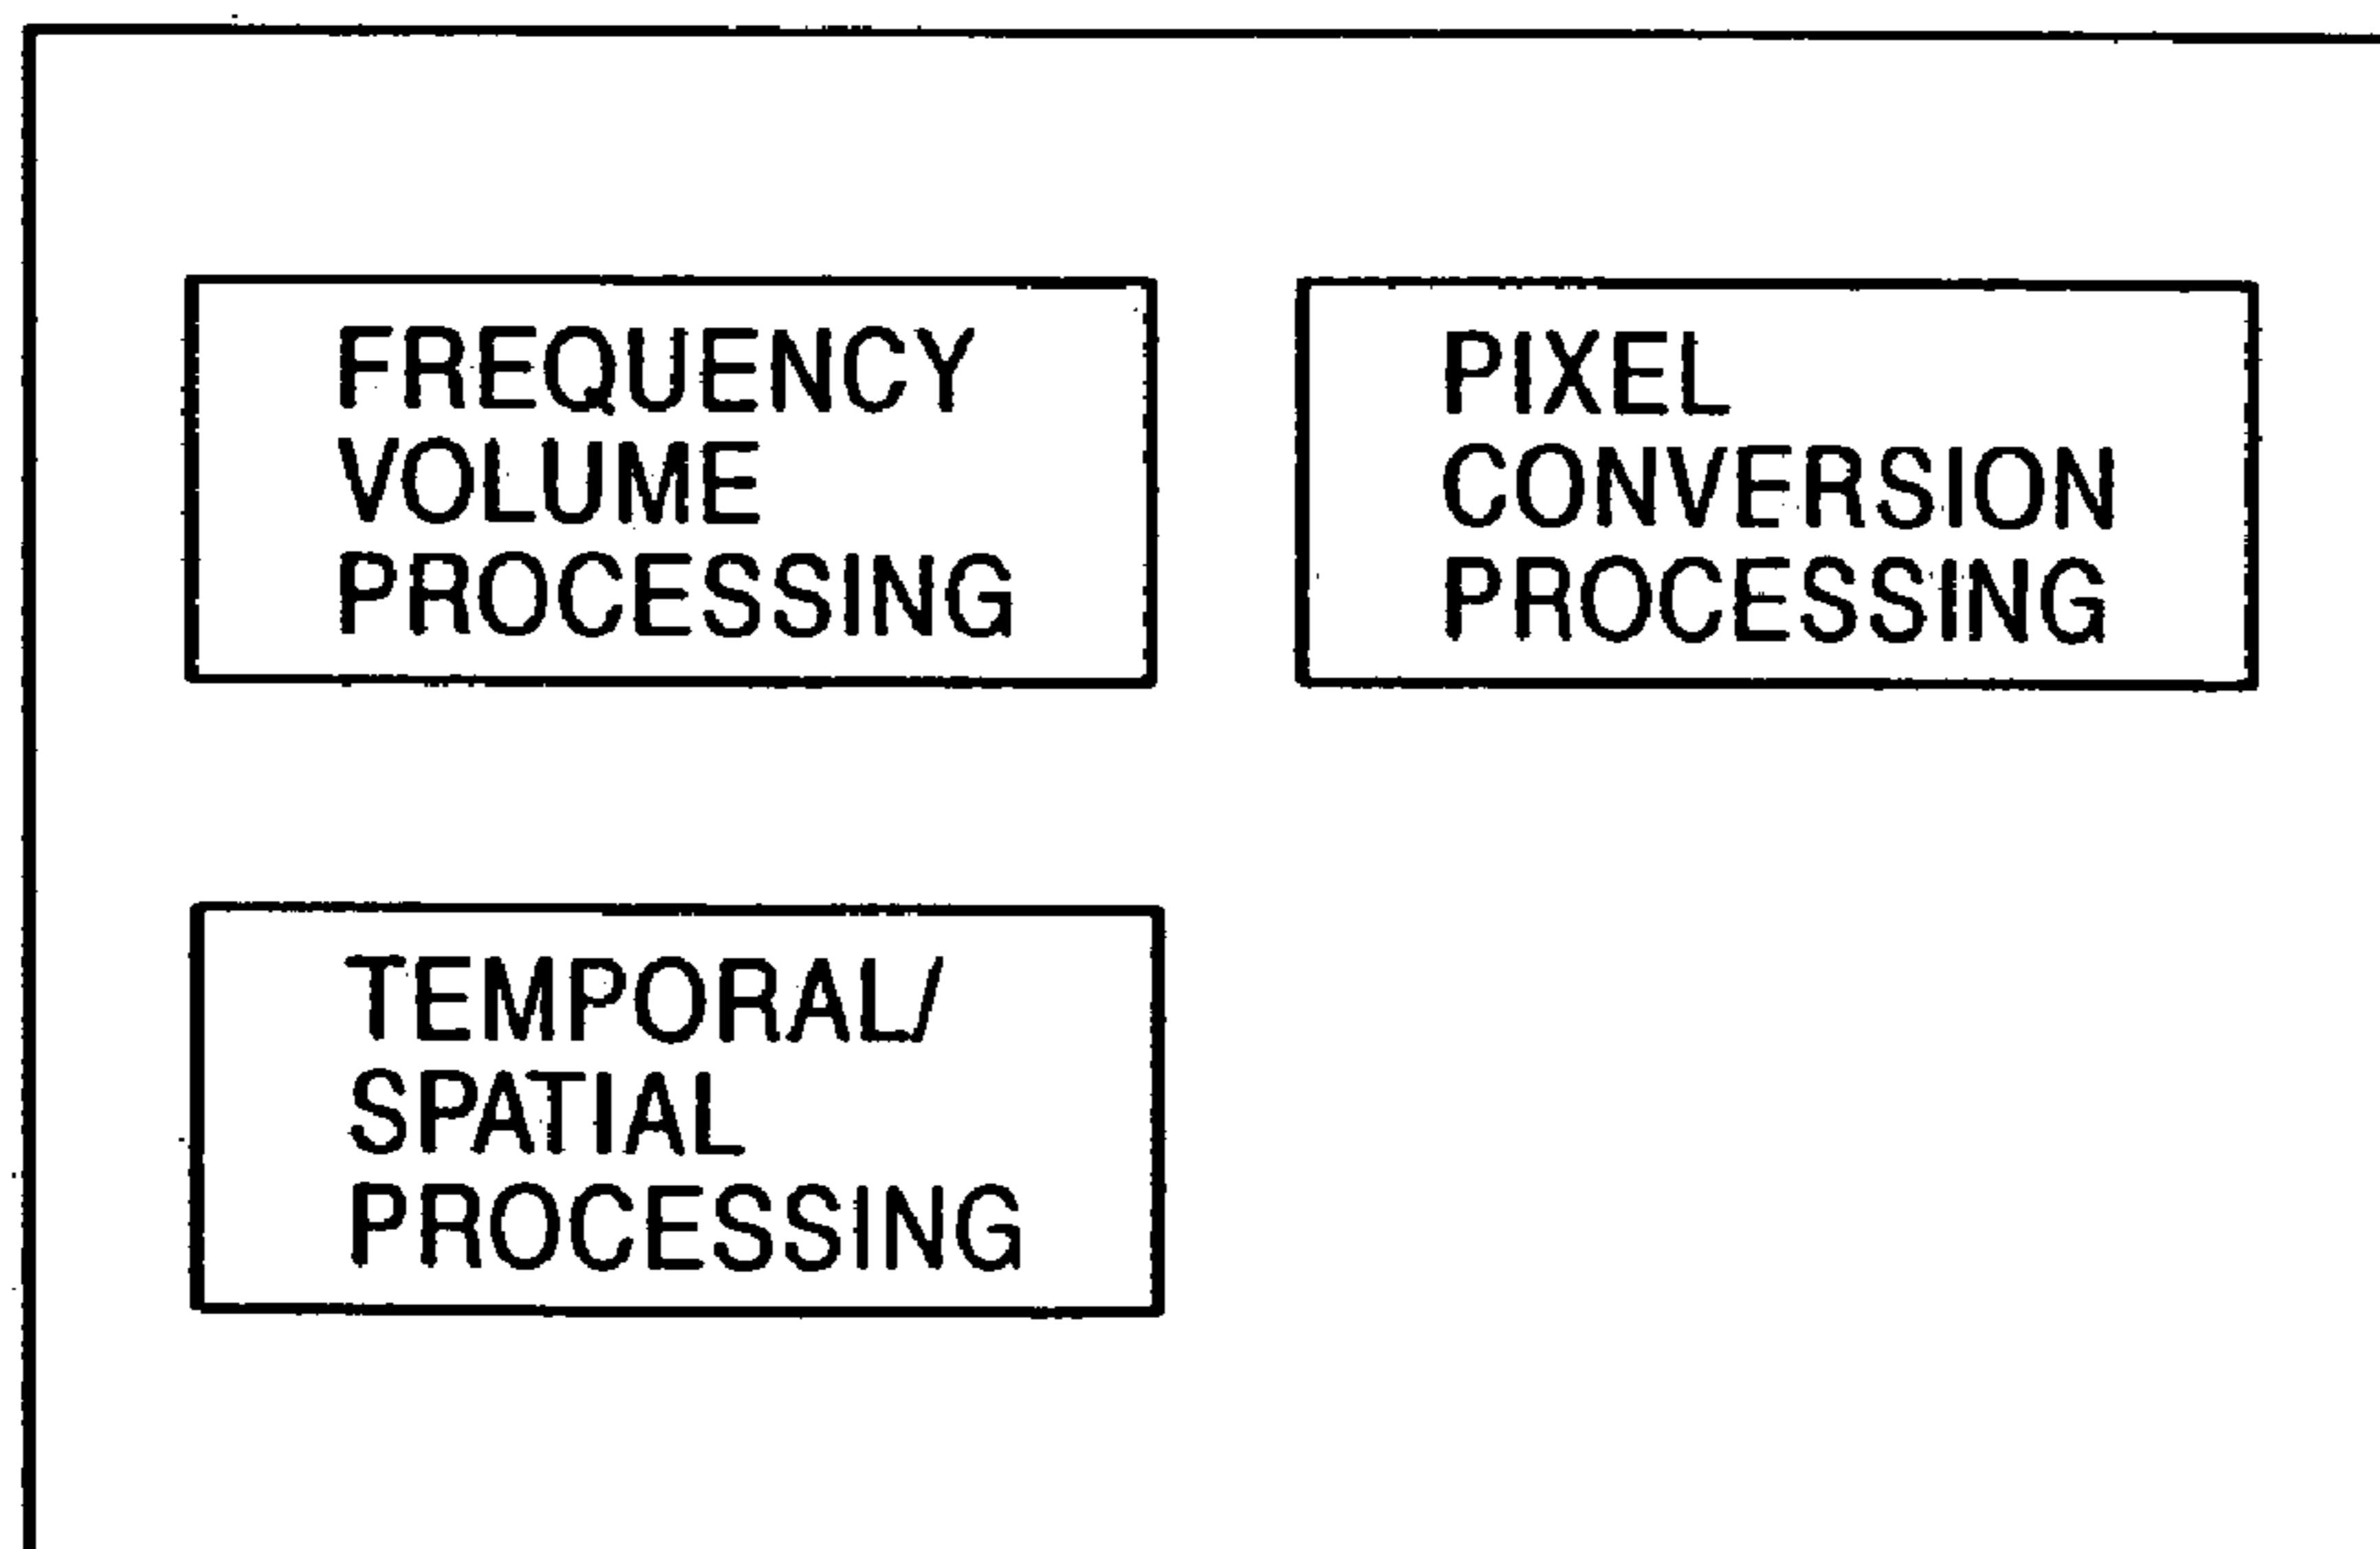 FREQUENCY
VOLUME
PROCESSING
PIXEL
CONVERSION
PROCESSING
TEMPORAL/
SPATIAL
PROCESSING